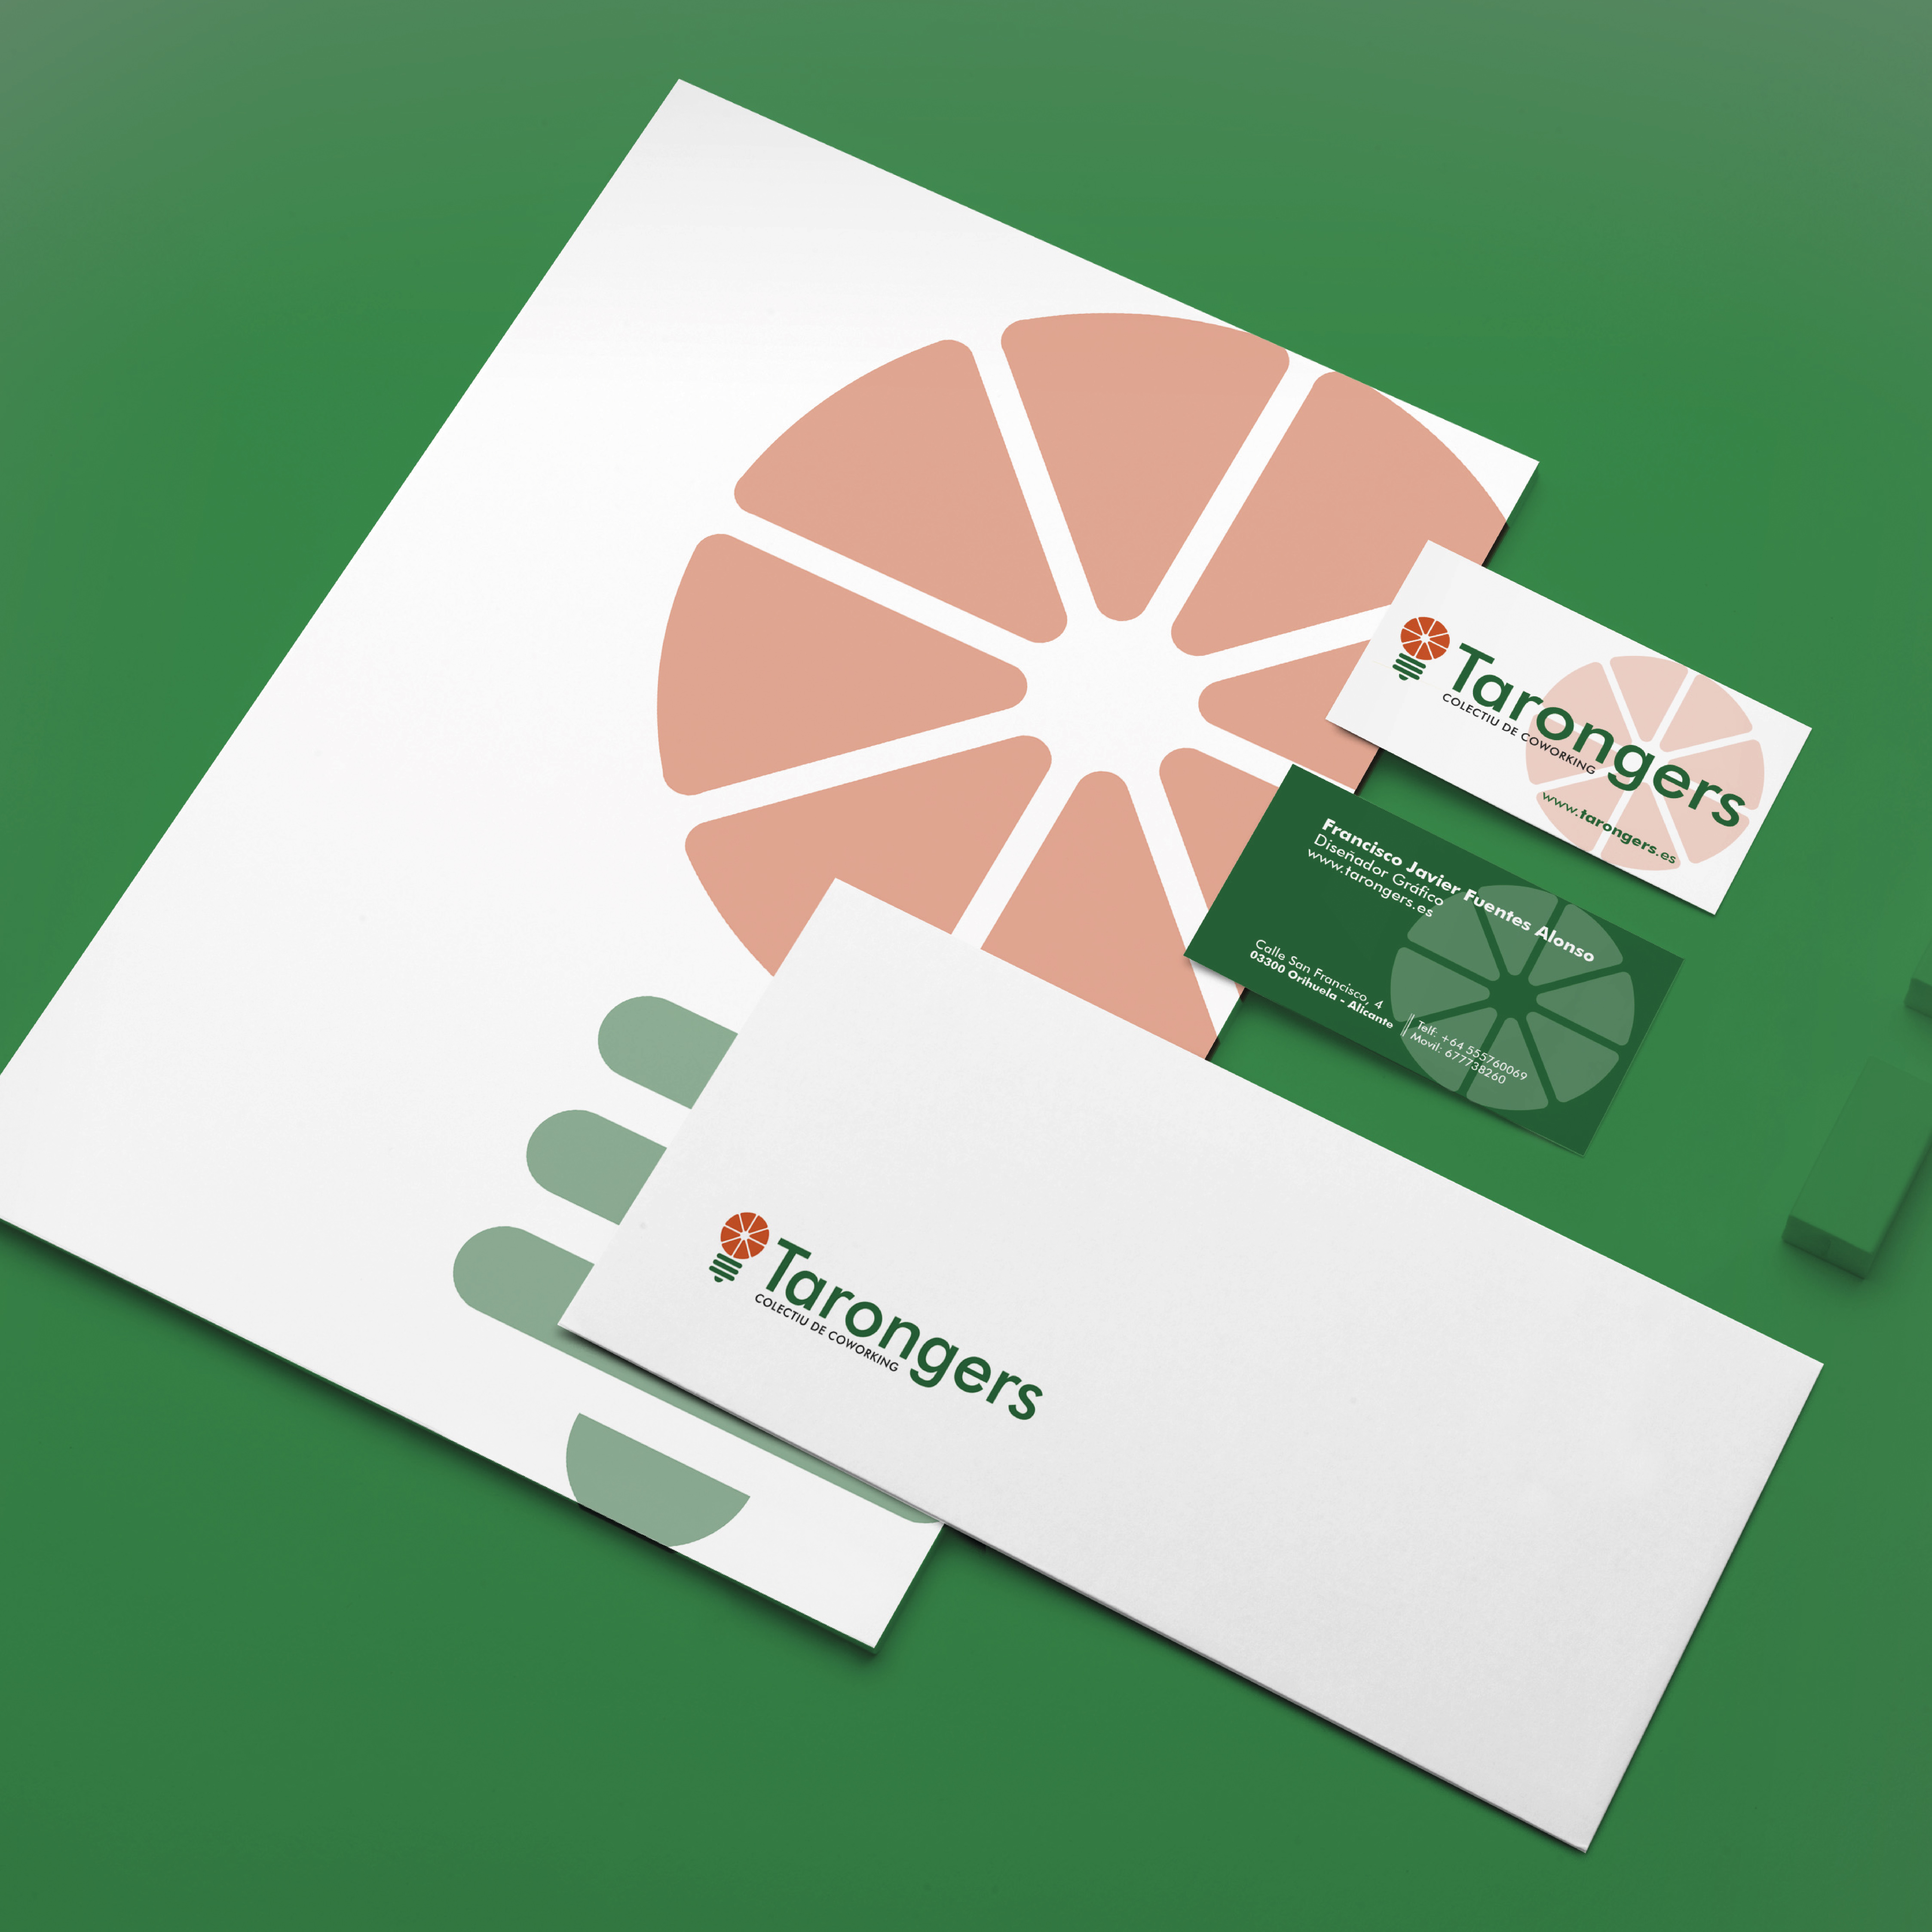 Tarongers
COLECTIU DE COWORKING
www.tarongers.es
Francisco Javier Fuentes Alonso
Diseñador Gráfico
www.tarongers.es
Calle San Francisco, 4
03300 Orihuela - Alicante
Telf: +64 555760069
Movil: 677738260
Tarongers
COLECTIU DE COWORKING